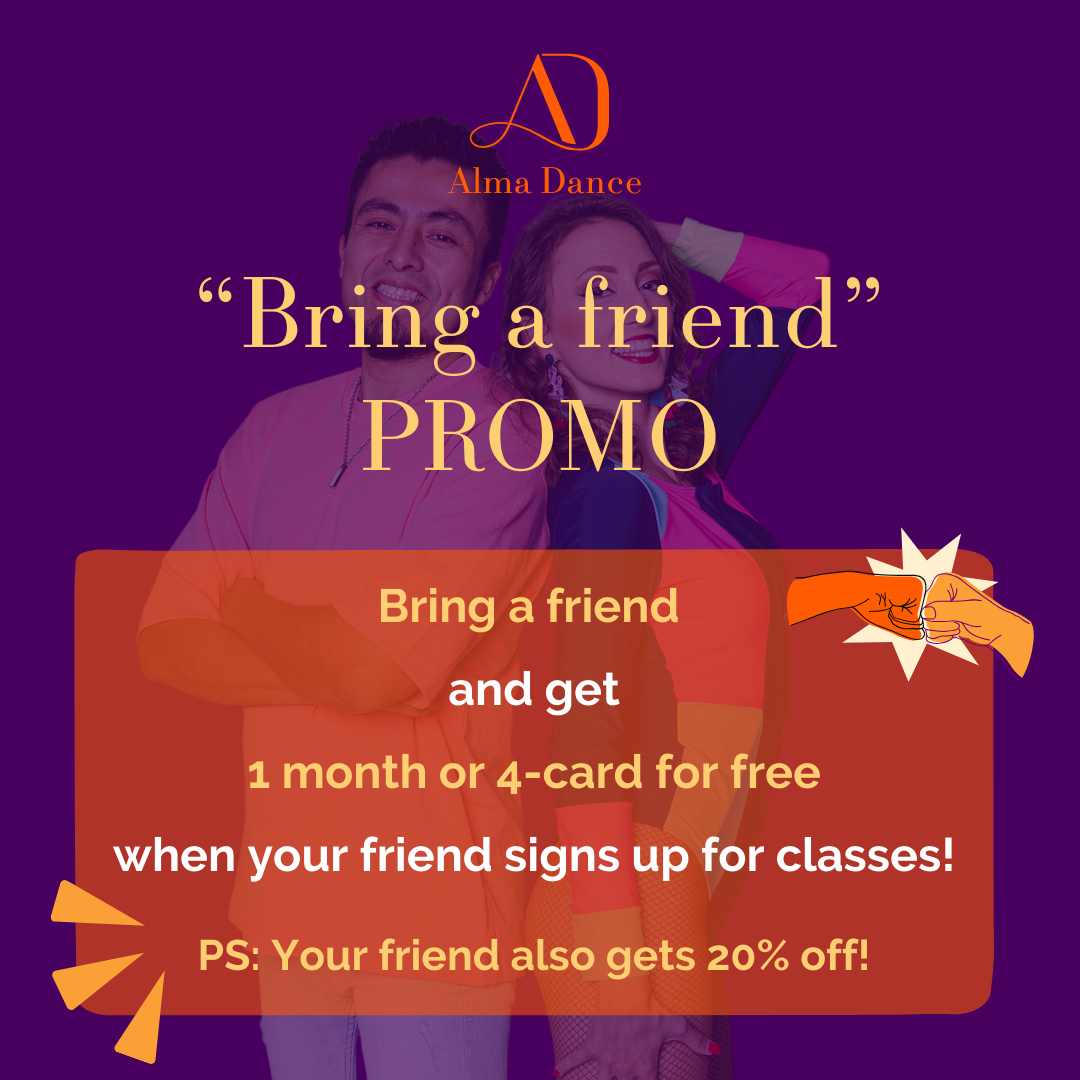 AD
Alma Dance
“Bring a friend”
PROMO
Bring a friend
and get
1 month or 4-card for free
when your friend signs up for classes!
PS: Your friend also gets 20% off!